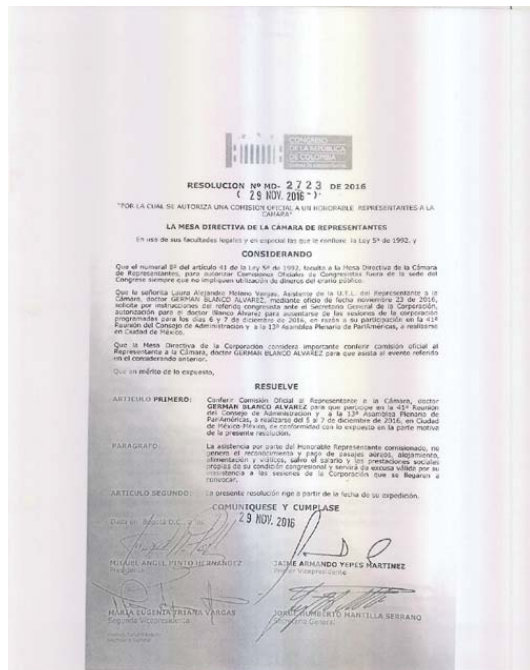 CONGRESO
DE LA REPÚBLICA
DE COLOMBIA
RESOLUCION Nº MD- 2723 DE 2016
( 29 NOV. 2016 )
"POR LA CUAL SE AUTORIZA UNA COMISION OFICIAL A UN HONORABLE REPRESENTANTES A LA
CÁMARA"
LA MESA DIRECTIVA DE LA CÁMARA DE REPRESENTANTES
En uso de sus facultades legales y en especial las que le confiere la Ley 5ª de 1992, y
CONSIDERANDO
Que el numeral 8º del artículo 41 de la Ley 5ª de 1992, faculta a la Mesa Directiva de la Cámara
de Representantes, para autorizar Comisiones Oficiales de Congresistas fuera de la sede del
Congreso siempre que no impliquen utilización de dineros del erario público.
Que la señorita Laura Alejandra Melano Vargas, Asistente de la U.T.L. del Representante a la
Cámara, doctor GERMAN BLANCO ALVAREZ, mediante oficio de fecha noviembre 23 de 2016,
solicita por instrucciones del referido congresista ante el Secretario General de la Corporación,
autorización para el doctor Blanco Álvarez para ausentarse de las sesiones de la corporación
programadas para los días 6 y 7 de diciembre de 2016, en razón a su participación en la 41ª
Reunión del Consejo de Administración y a la 13ª Asamblea Plenaria de ParlAméricas, a realizarse
en Ciudad de México.
Que la Mesa Directiva de la Corporación considera importante conferir comisión oficial al
Representante a la Cámara, doctor GERMAN BLANCO ALVAREZ para que asista al evento referido
en el considerando anterior.
Que en mérito de lo expuesto,
RESUELVE
ARTÍCULO PRIMERO: Conferir Comisión Oficial al Representante a la Cámara, doctor
GERMAN BLANCO ALVAREZ para que participe en la 41ª Reunión
del Consejo de Administración y a la 13ª Asamblea Plenaria de
ParlAméricas, a realizarse del 5 al 7 de diciembre de 2016, en Ciudad
de México-México, de conformidad con lo expuesto en la parte motiva
de la presente resolución.
PARAGRAFO: La asistencia por parte del Honorable Representante comisionado, no
genera el reconocimiento y pago de pasajes aéreos, alojamiento,
alimentación y viáticos, salvo el salario y las prestaciones sociales
propias de su condición congresional y servirá de excusa válida por su
inasistencia a las sesiones de la Corporación que se llegaren a
convocar.
ARTICULO SEGUNDO: La presente resolución rige a partir de la fecha de su expedición.
COMUNIQUESE Y CUMPLASE
Dada en Bogotá D.C., a los
29 NOV. 2016
MIGUEL ANGEL PINTO HERNANDEZ
Presidente
JAIME ARMANDO YEPES MARTINEZ
Primer Vicepresidente
MARIA EUGENIA TRIANA VARGAS
Segunda Vicepresidenta
JORGE HUMBERTO MANTILLA SERRANO
Secretario General